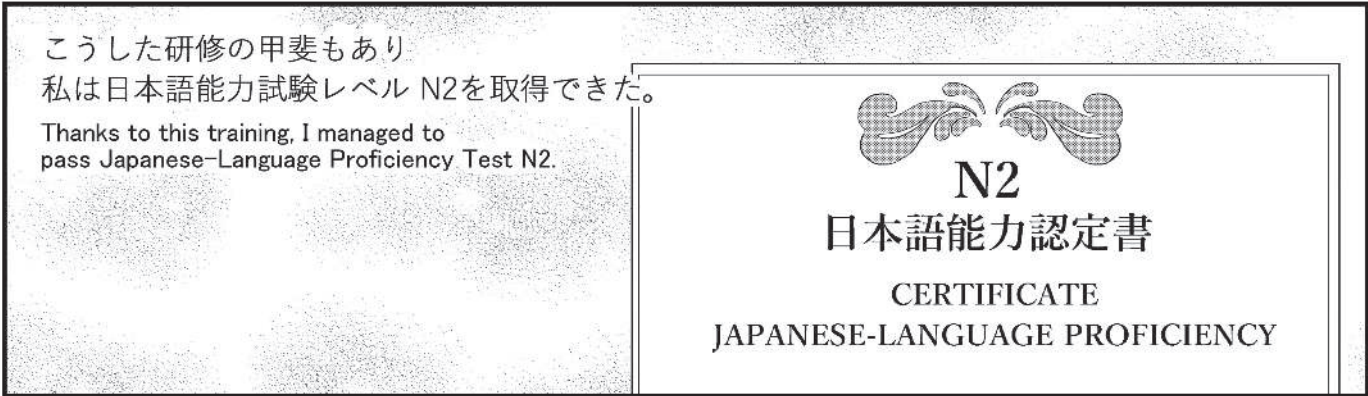 こうした研修の甲斐もあり
私は日本語能力試験レベル N2を取得できた。
Thanks to this training, I managed to
pass Japanese-Language Proficiency Test N2.
N2
日本語能力認定書
CERTIFICATE
JAPANESE-LANGUAGE PROFICIENCY